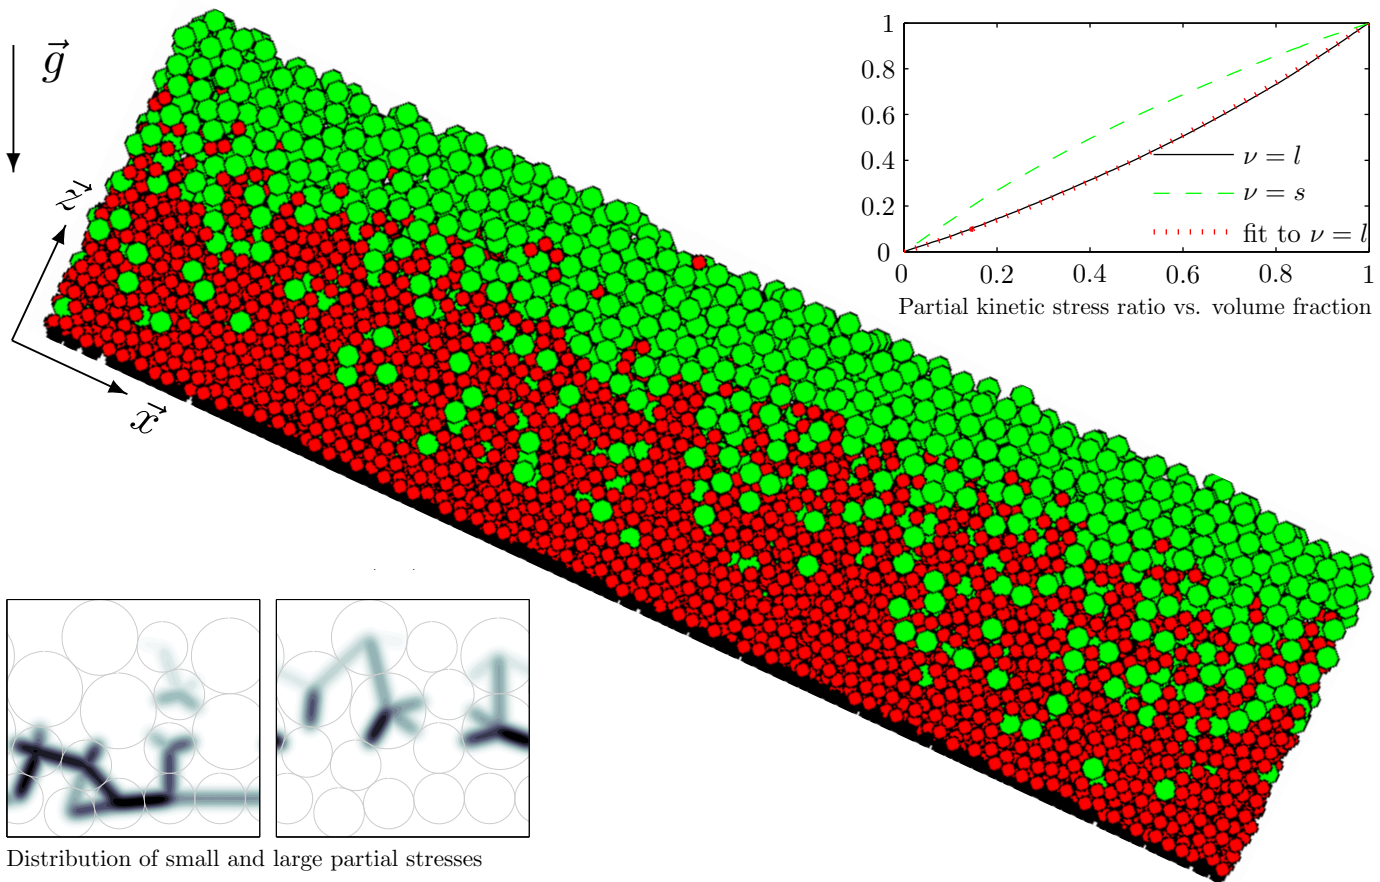 g⃗
z⃗
x⃗
1
0.8
0.6
0.4
0.2
0
0 0.2 0.4 0.6 0.8 1
ν = l
ν = s
fit to ν = l
Partial kinetic stress ratio vs. volume fraction
Distribution of small and large partial stresses